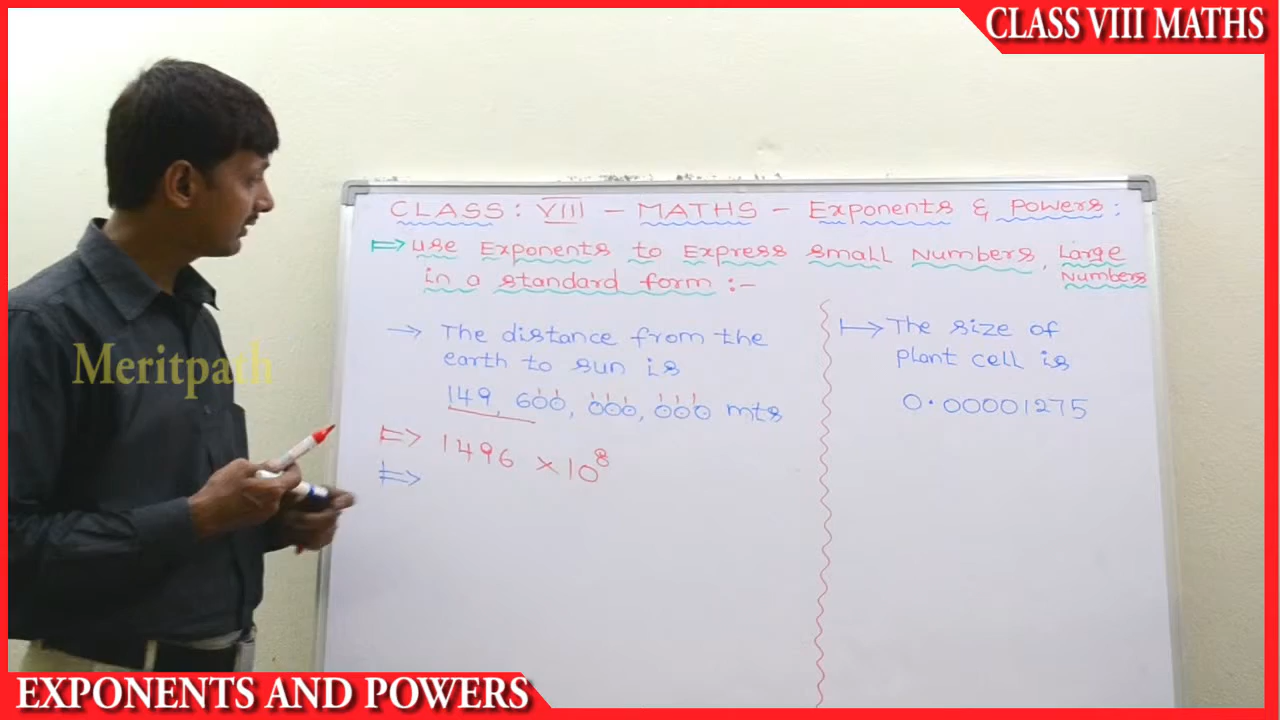 CLASS VIII MATHS
CLASS: VIII - MATHS - Exponents & Powers:
⇒ use Exponents to Express small Numbers, Large Numbers
in a standard form :-
→ The distance from the
earth to sun is
149, 600, 000, 000 mts
⇒ 1496 × 10⁸
⇒
→ The size of
plant cell is
0.00001275
Meritpath
EXPONENTS AND POWERS